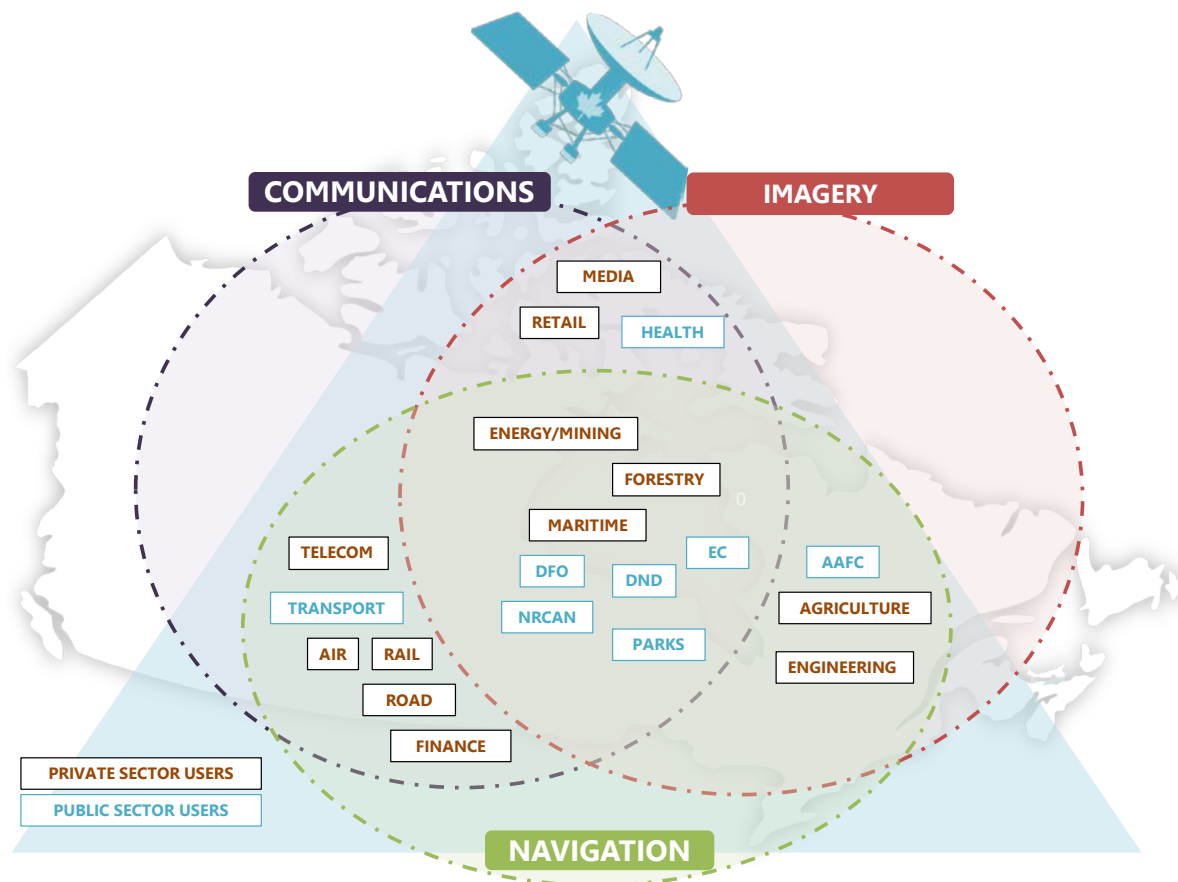 COMMUNICATIONS
IMAGERY
MEDIA
RETAIL
HEALTH
ENERGY/MINING
FORESTRY
0
MARITIME
TELECOM
EC
AAFC
DFO
DND
TRANSPORT
AGRICULTURE
NRCAN
PARKS
AIR
RAIL
ENGINEERING
ROAD
FINANCE
PRIVATE SECTOR USERS
PUBLIC SECTOR USERS
NAVIGATION